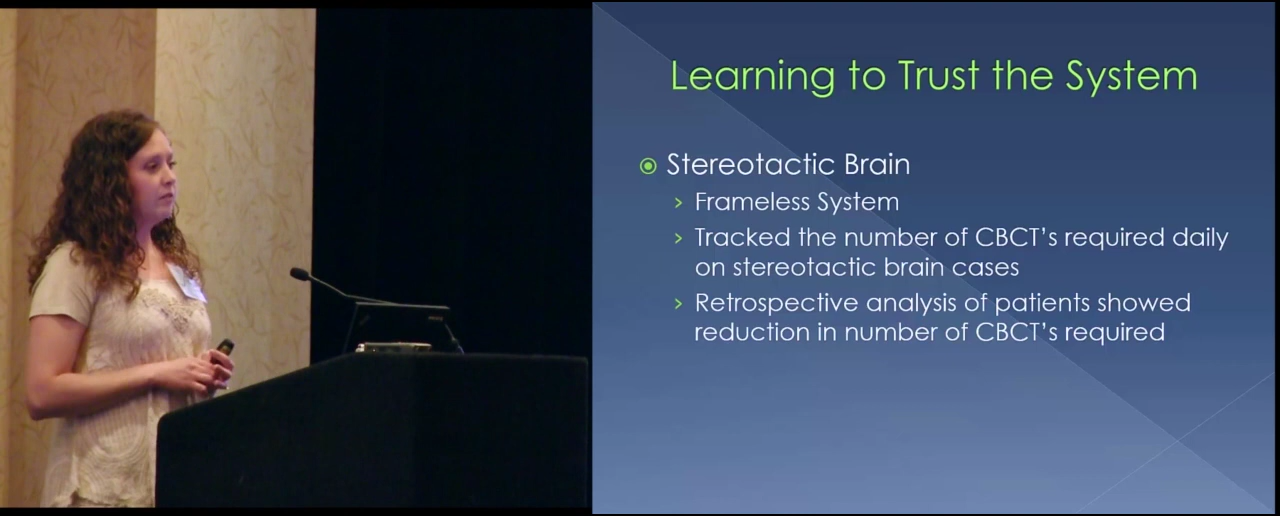 Learning to Trust the System
Stereotactic Brain
Frameless System
Tracked the number of CBCT's required daily
on stereotactic brain cases
Retrospective analysis of patients showed
reduction in number of CBCT's required